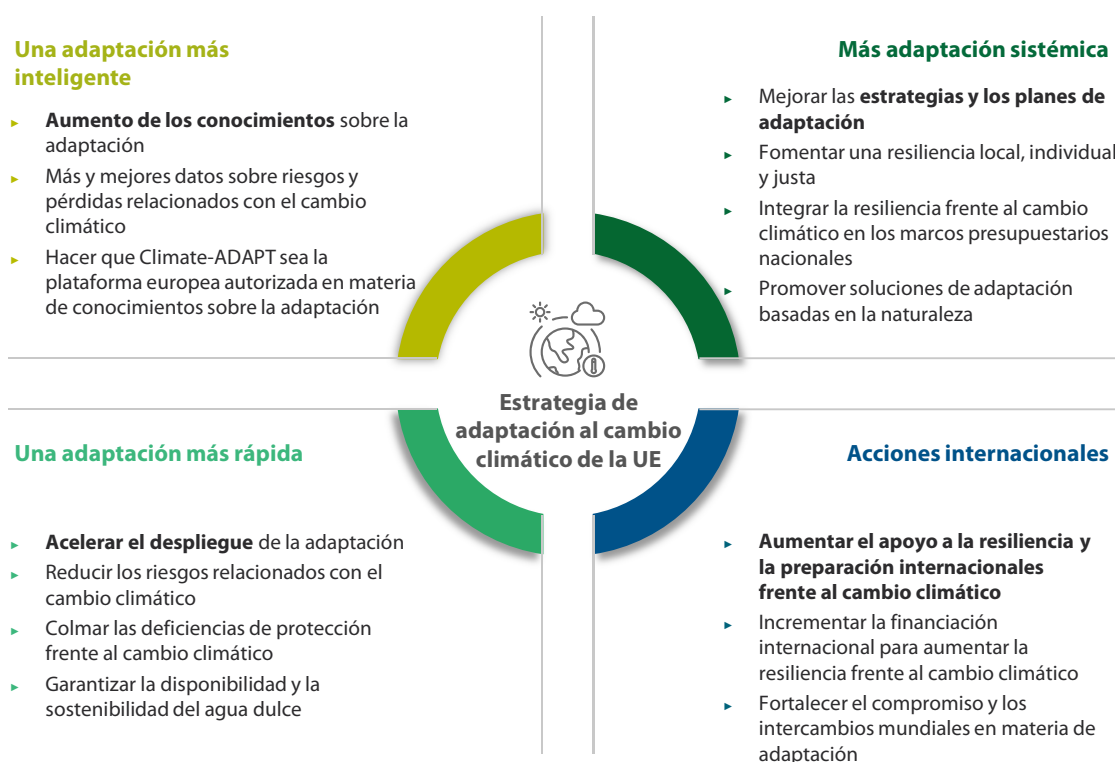 Una adaptación más
inteligente
▸ Aumento de los conocimientos sobre la
adaptación
▸ Más y mejores datos sobre riesgos y
pérdidas relacionados con el cambio
climático
▸ Hacer que Climate-ADAPT sea la
plataforma europea autorizada en materia
de conocimientos sobre la adaptación
Más adaptación sistémica
▸ Mejorar las estrategias y los planes de
adaptación
▸ Fomentar una resiliencia local, individual
y justa
▸ Integrar la resiliencia frente al cambio
climático en los marcos presupuestarios
nacionales
▸ Promover soluciones de adaptación
basadas en la naturaleza
Estrategia de
adaptación al cambio
climático de la UE
Una adaptación más rápida
▸ Acelerar el despliegue de la adaptación
▸ Reducir los riesgos relacionados con el
cambio climático
▸ Colmar las deficiencias de protección
frente al cambio climático
▸ Garantizar la disponibilidad y la
sostenibilidad del agua dulce
Acciones internacionales
▸ Aumentar el apoyo a la resiliencia y
la preparación internacionales
frente al cambio climático
▸ Incrementar la financiación
internacional para aumentar la
resiliencia frente al cambio climático
▸ Fortalecer el compromiso y los
intercambios mundiales en materia de
adaptación